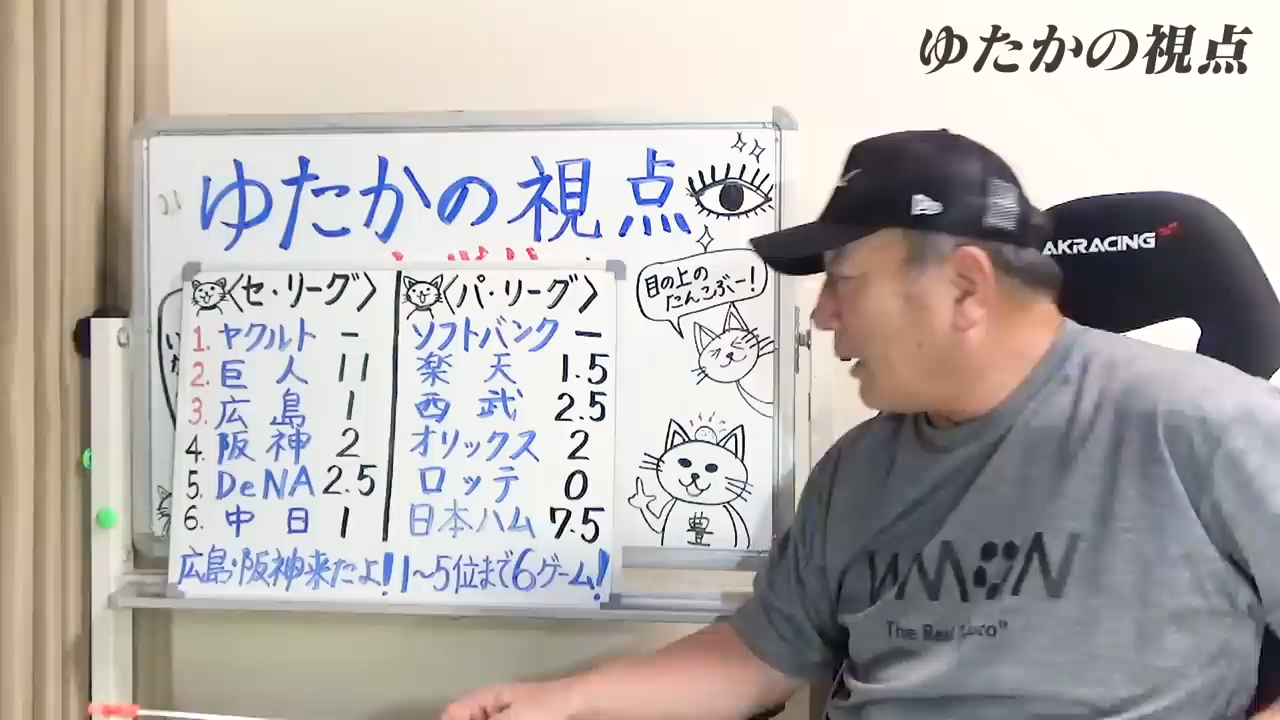 ゆたかの視点
ゆたかの視点
目の上の
たんこぶー!
〈セ・リーグ〉
1. ヤクルト ー
2. 巨人 11
3. 広島 1
4. 阪神 2
5. DeNA 2.5
6. 中日 1
〈パ・リーグ〉
ソフトバンク ー
楽天 1.5
西武 2.5
オリックス 2
ロッテ 0
日本ハム 7.5
広島・阪神来たよ! 1〜5位まで6ゲーム!
豊
AKRACING
The Real